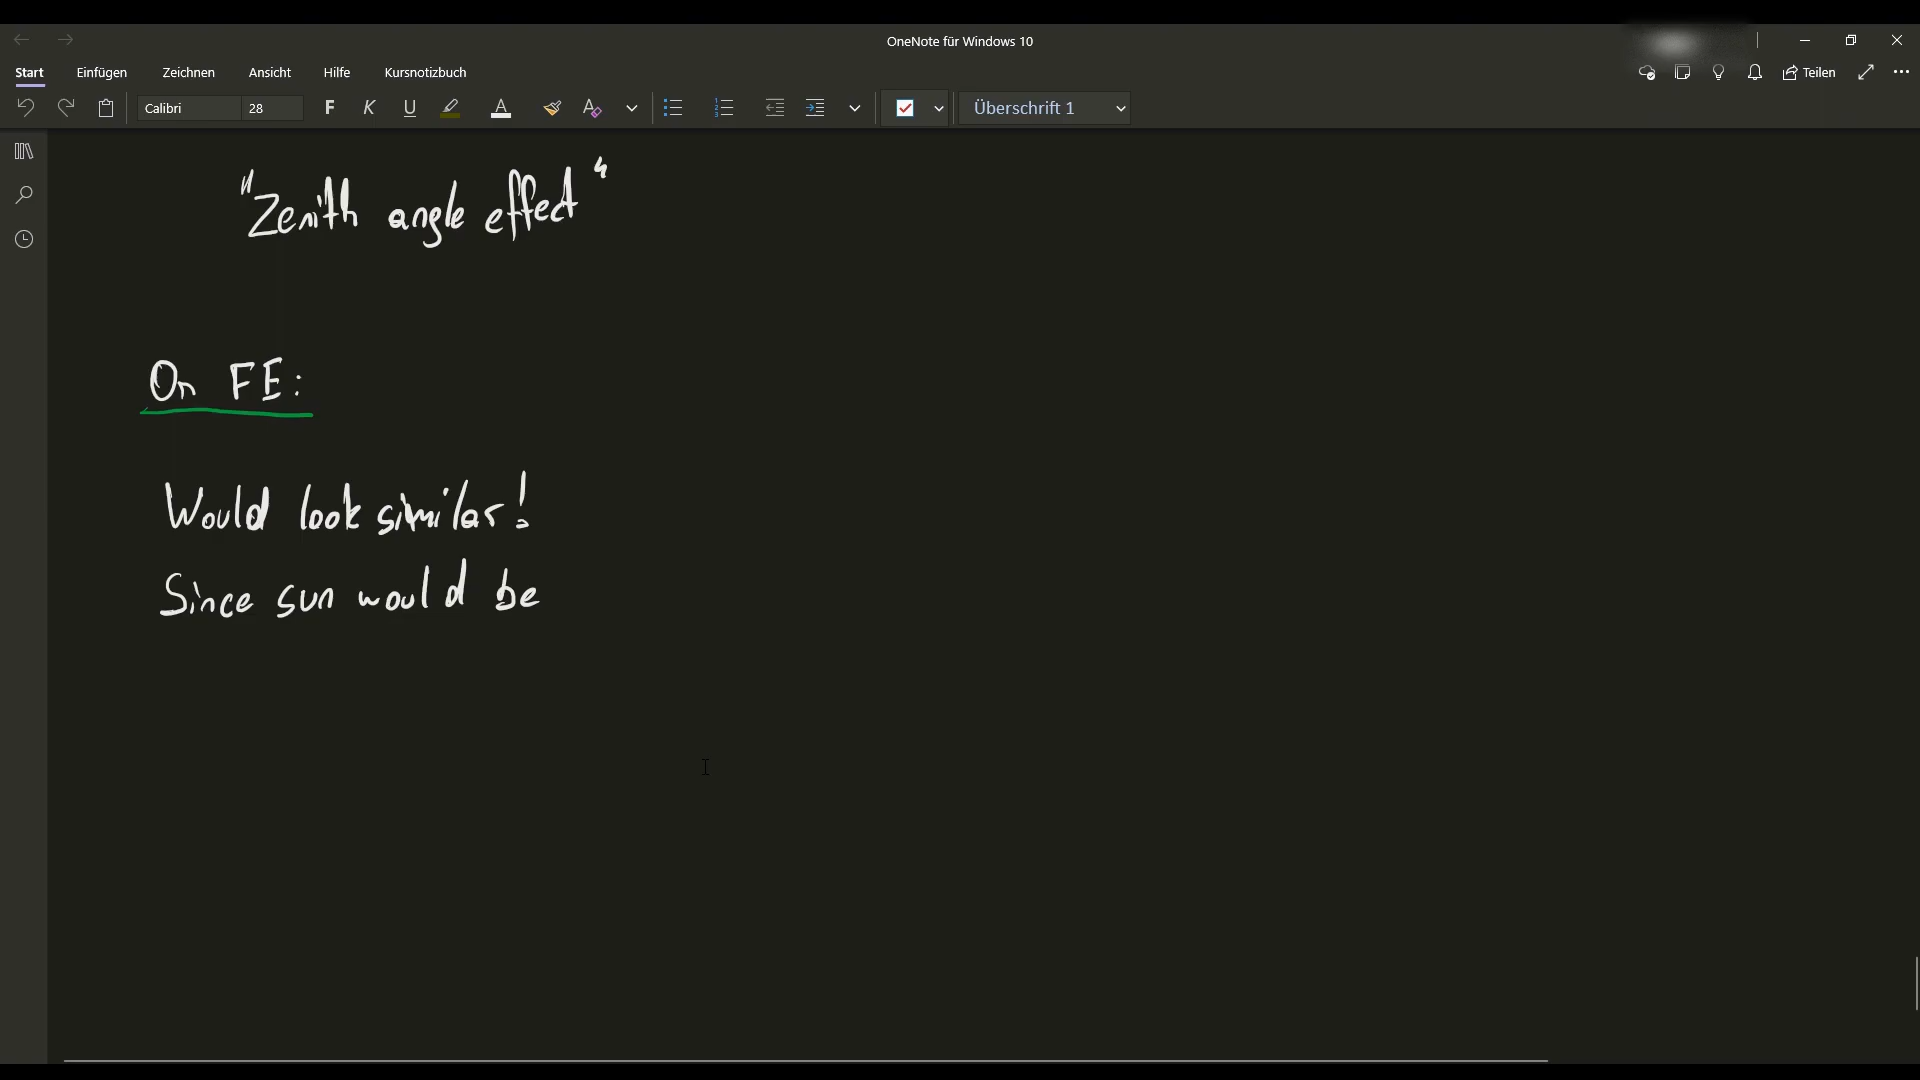 OneNote für Windows 10
Start Einfügen Zeichnen Ansicht Hilfe Kursnotizbuch
Teilen
Calibri 28 F K U A Überschrift 1
"Zenith angle effect"
On FE:
Would look similar!
Since sun would be